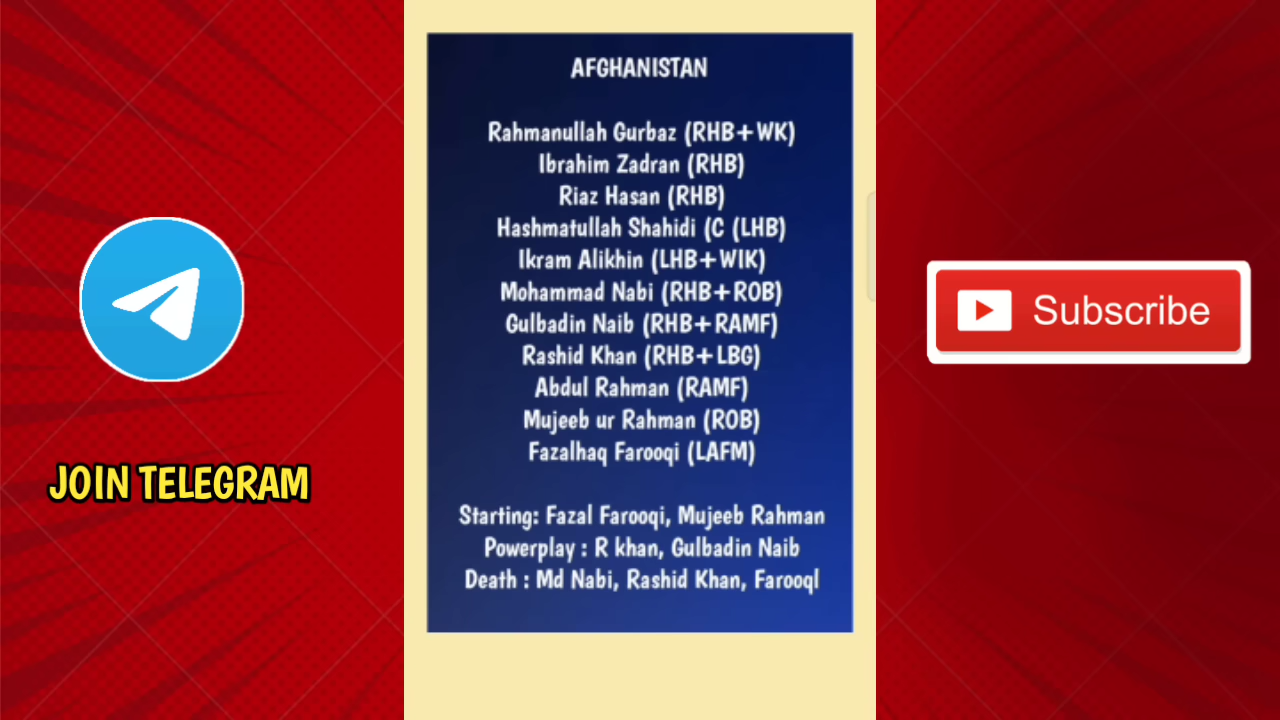 AFGHANISTAN
Rahmanullah Gurbaz (RHB+WK)
Ibrahim Zadran (RHB)
Riaz Hasan (RHB)
Hashmatullah Shahidi (C (LHB)
Ikram Alikhin (LHB+WIK)
Mohammad Nabi (RHB+ROB)
Gulbadin Naib (RHB+RAMF)
Rashid Khan (RHB+LBG)
Abdul Rahman (RAMF)
Mujeeb ur Rahman (ROB)
Fazalhaq Farooqi (LAFM)
Starting: Fazal Farooqi, Mujeeb Rahman
Powerplay : R khan, Gulbadin Naib
Death : Md Nabi, Rashid Khan, Farooql
JOIN TELEGRAM
Subscribe